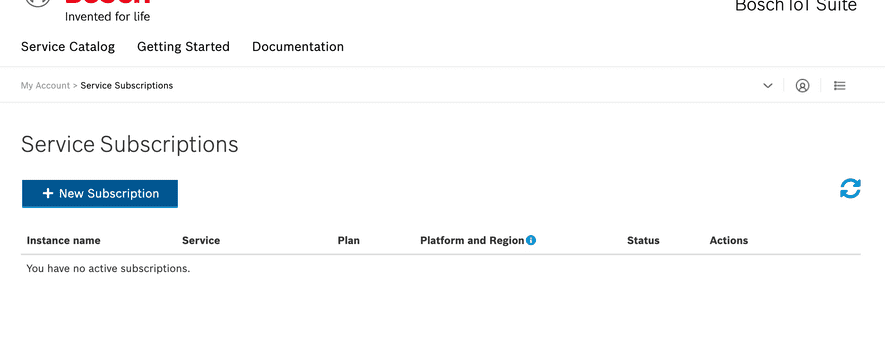 Invented for life
Bosch IoT Suite
Service Catalog Getting Started Documentation
My Account > Service Subscriptions
Service Subscriptions
+ New Subscription
Instance name Service Plan Platform and Region Status Actions
You have no active subscriptions.